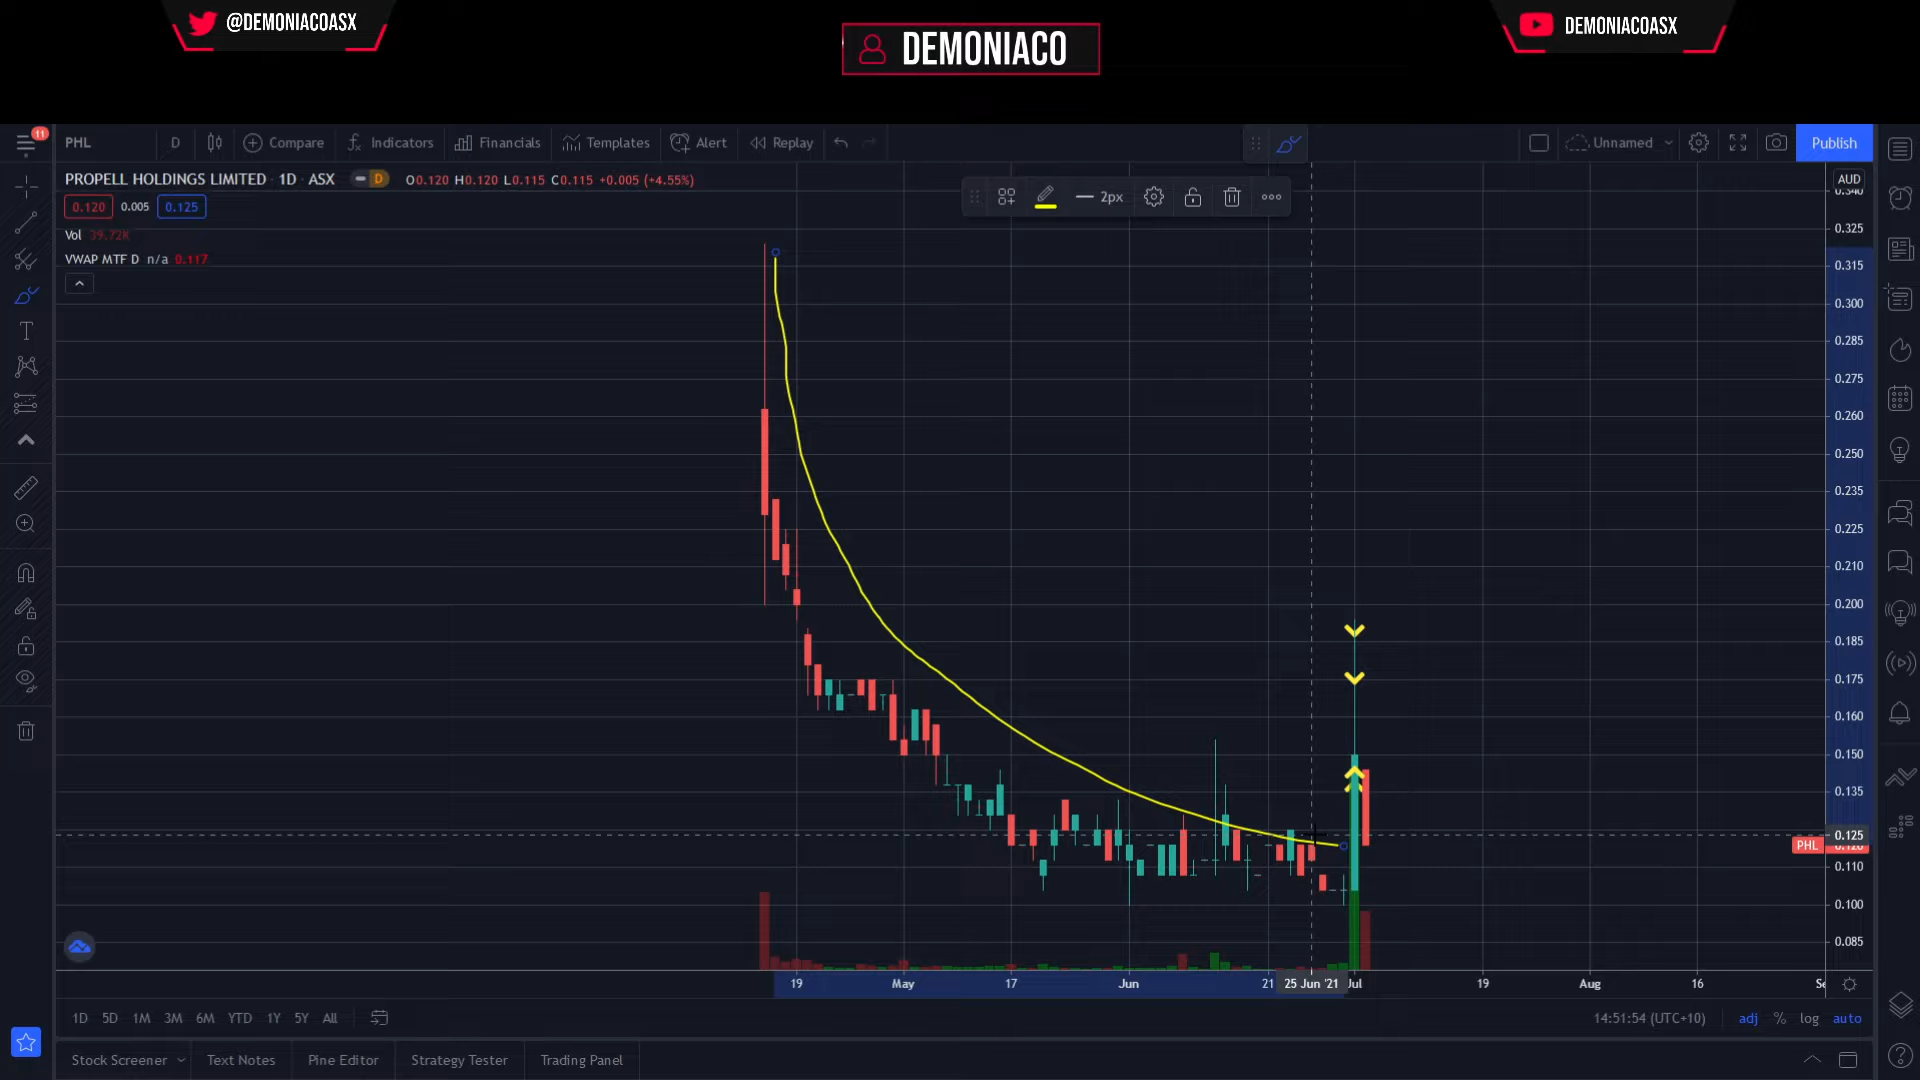 @DEMONIACOASX
DEMONIACO
DEMONIACOASX
11
PHL D Compare Indicators Financials Templates Alert Replay Unnamed Publish
PROPELL HOLDINGS LIMITED · 1D · ASX D O0.120 H0.120 L0.115 C0.115 +0.005 (+4.55%)
2px
AUD
0.340
0.120 0.005 0.125
Vol 39.72K
VWAP MTF D n/a 0.117
0.325
0.315
0.300
0.285
0.275
0.260
0.250
0.235
0.225
0.210
0.200
0.185
0.175
0.160
0.150
0.135
0.125
PHL
0.110
0.100
0.085
19 May 17 Jun 21 25 Jun '21 Jul 19 Aug 16
1D 5D 1M 3M 6M YTD 1Y 5Y All 14:51:54 (UTC+10) adj % log auto
Stock Screener Text Notes Pine Editor Strategy Tester Trading Panel